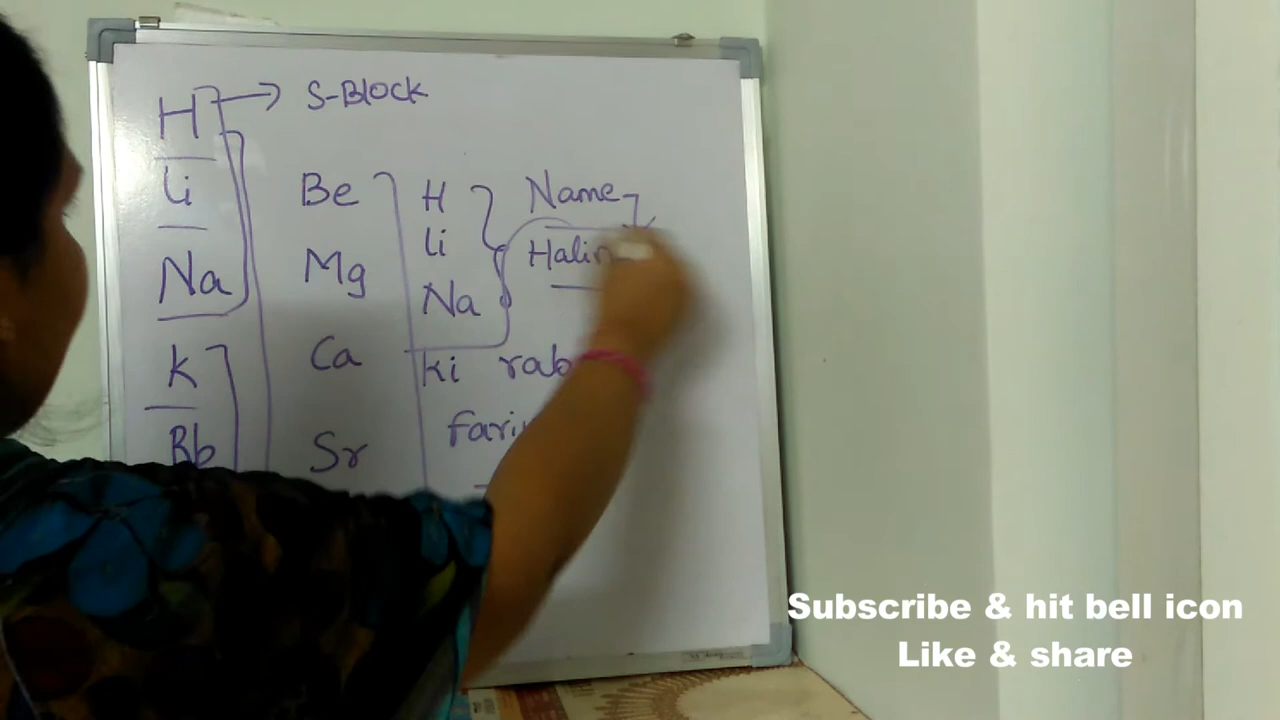 H → S-Block
Li
Na
K
Rb
Be
Mg
Ca
Sr
H
Li
Na
Name
ki
Subscribe & hit bell icon
Like & share